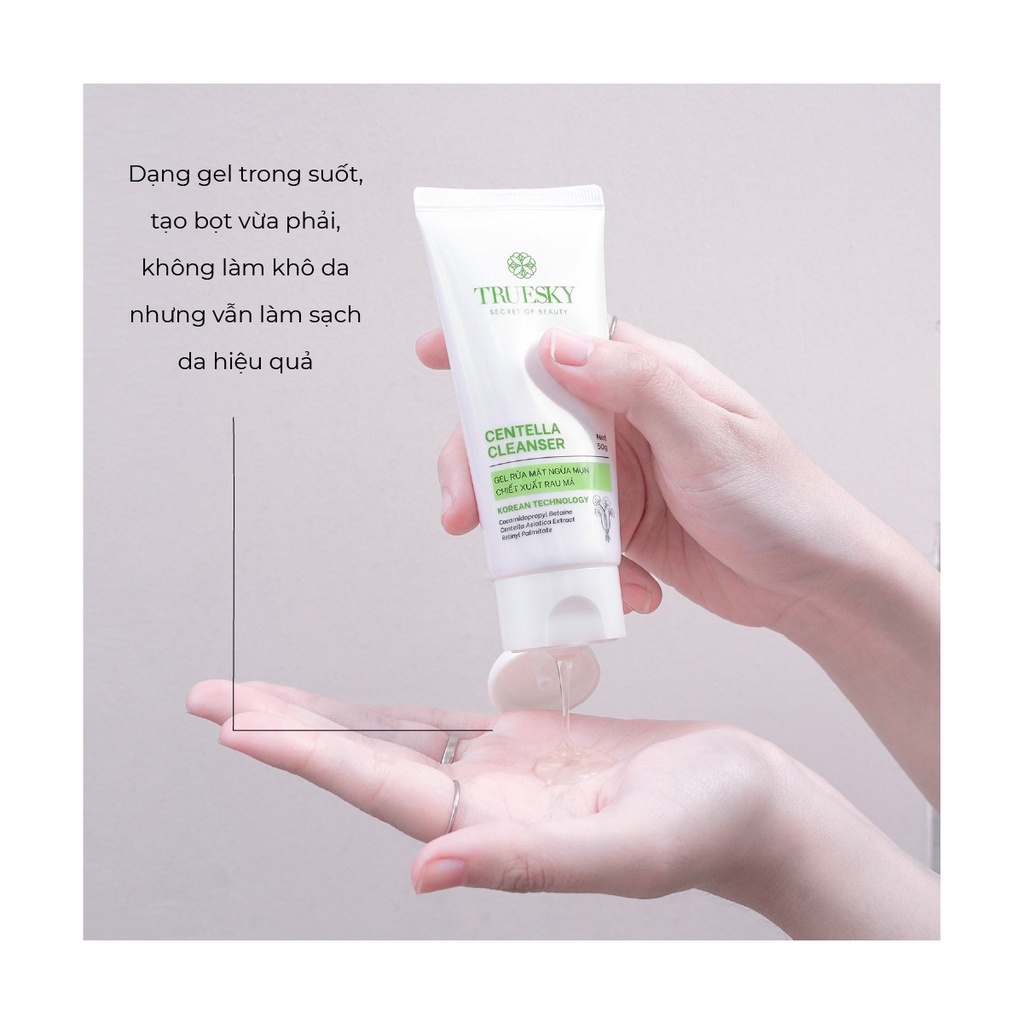 Dạng gel trong suốt,
tạo bọt vừa phải,
không làm khô da
nhưng vẫn làm sạch
da hiệu quả
TRUESKY
SECRET OF BEAUTY
CENTELLA
CLEANSER
Net
50g
GEL RỬA MẶT NGỪA MỤN
CHIẾT XUẤT RAU MÁ
KOREAN TECHNOLOGY
Cocamidopropyl Betaine
Centella Asiatica Extract
Retinyl Palmitate